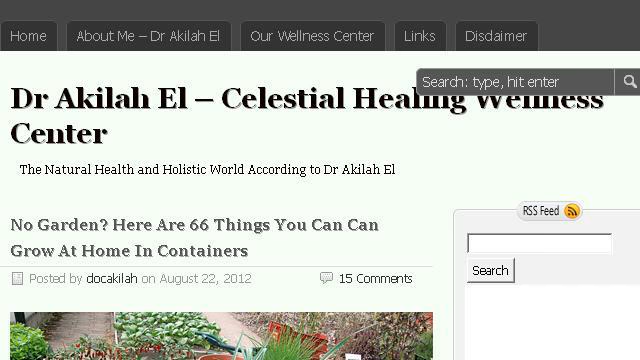 Home
About Me – Dr Akilah El
Our Wellness Center
Links
Disclaimer
Search: type, hit enter
Dr Akilah El – Celestial Healing Wellness
Center
The Natural Health and Holistic World According to Dr Akilah El
RSS Feed
No Garden? Here Are 66 Things You Can Can
Grow At Home In Containers
Posted by docakilah on August 22, 2012
15 Comments
Search